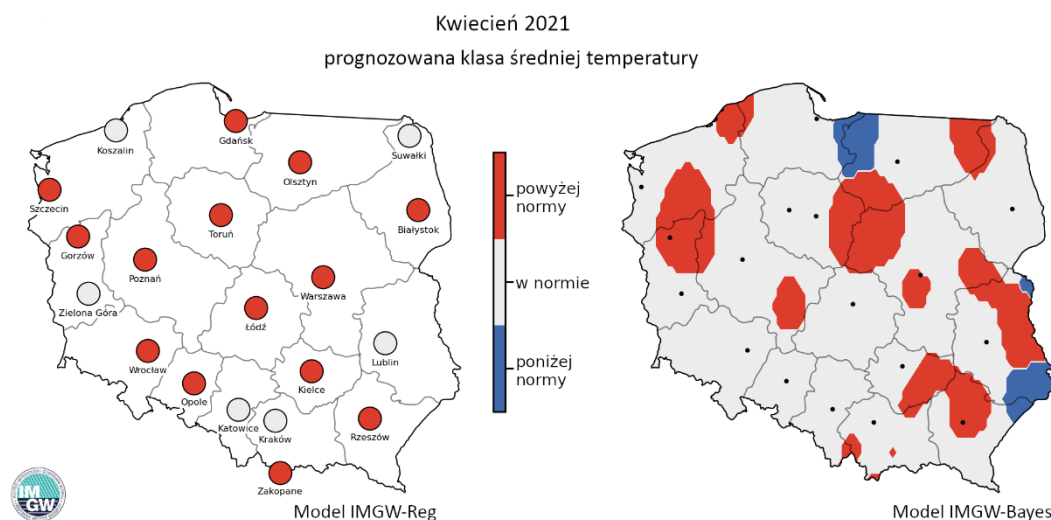 Kwiecień 2021
prognozowana klasa średniej temperatury
Koszalin
Gdańsk
Suwałki
Olsztyn
Szczecin
Białystok
Toruń
Gorzów
Poznań
Warszawa
Zielona Góra
Łódź
Lublin
Wrocław
Kielce
Opole
Katowice
Kraków
Rzeszów
Zakopane
powyżej
normy
w normie
poniżej
normy
IM
GW
Model IMGW-Reg
Model IMGW-Bayes